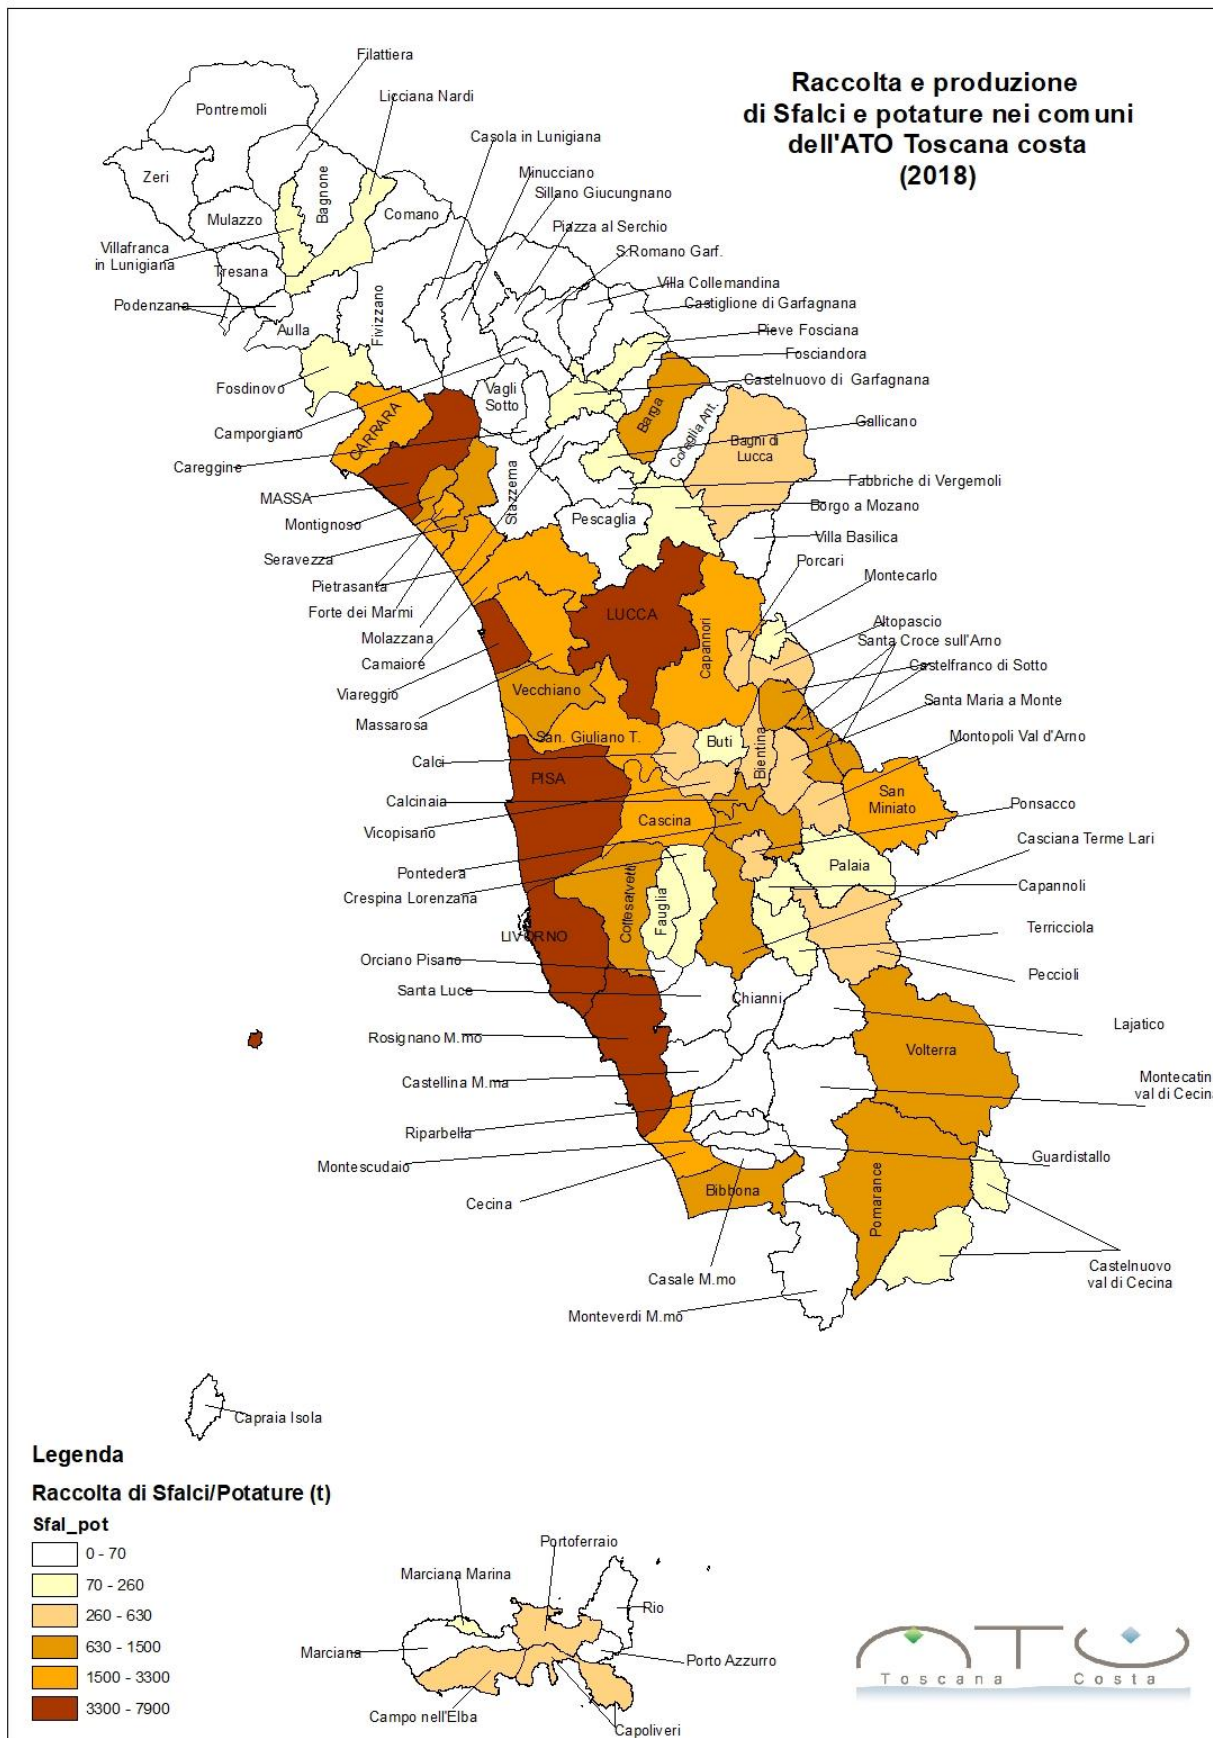 Raccolta e produzione
di Sfalci e potature nei comuni
dell'ATO Toscana costa
(2018)
Filattiera
Licciana Nardi
Pontremoli
Casola in Lunigiana
Minucciano
Sillano Giucungnano
Zeri
Bagnone
Comano
Mulazzo
Piazza al Serchio
Villafranca
in Lunigiana
S.Romano Garf.
Tresana
Villa Collemandina
Podenzana
Castiglione di Garfagnana
Aulla
Fivizzano
Pieve Fosciana
Fosciandora
Fosdinovo
Vagli
Sotto
Castelnuovo di Garfagnana
Camporgiano
CARRARA
Barga
Coreglia Ant.
Gallicano
Bagni di
Lucca
Careggine
Fabbriche di Vergemoli
MASSA
Stazzema
Borgo a Mozano
Montignoso
Pescaglia
Villa Basilica
Seravezza
Porcari
Pietrasanta
Montecarlo
Forte dei Marmi
LUCCA
Altopascio
Molazzana
Capannori
Santa Croce sull'Arno
Camaiore
Castelfranco di Sotto
Viareggio
Vecchiano
Santa Maria a Monte
Massarosa
San. Giuliano T.
Buti
Bientina
Montopoli Val d'Arno
Calci
PISA
Calcinaia
San
Miniato
Ponsacco
Vicopisano
Cascina
Casciana Terme Lari
Pontedera
Palaia
Crespina Lorenzana
Capannoli
Collesalvetti
Fauglia
LIVORNO
Terricciola
Orciano Pisano
Peccioli
Santa Luce
Chianni
Lajatico
Rosignano M.mo
Volterra
Castellina M.ma
Montecatin
val di Cecina
Riparbella
Montescudaio
Guardistallo
Cecina
Bibbona
Pomarance
Casale M.mo
Castelnuovo
val di Cecina
Monteverdi M.mo
Capraia Isola
Legenda
Raccolta di Sfalci/Potature (t)
Sfal_pot
0 - 70
70 - 260
260 - 630
630 - 1500
1500 - 3300
3300 - 7900
Portoferraio
Marciana Marina
Rio
Marciana
Porto Azzurro
Campo nell'Elba
Capoliveri
ATO
Toscana Costa